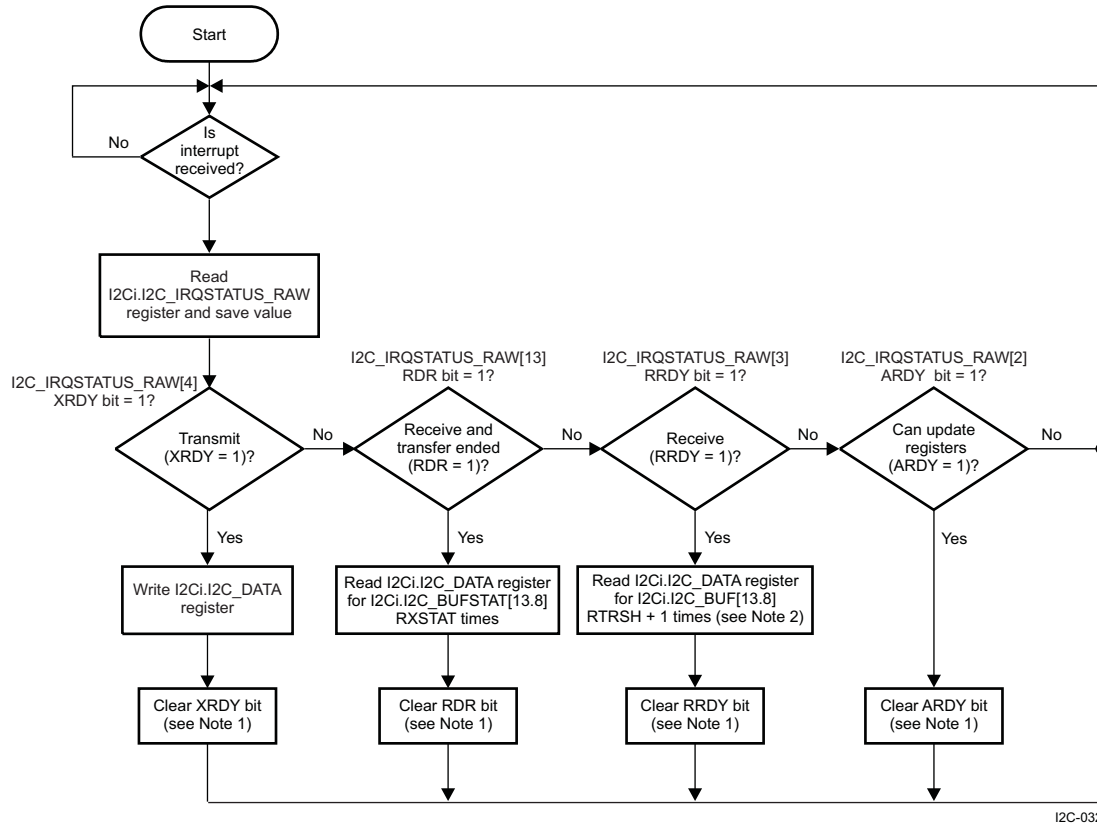 Start
Is
interrupt
received?
No
Read
I2Ci.I2C_IRQSTATUS_RAW
register and save value
I2C_IRQSTATUS_RAW[4]
XRDY bit = 1?
Transmit
(XRDY = 1)?
No
Yes
I2C_IRQSTATUS_RAW[13]
RDR bit = 1?
Receive and
transfer ended
(RDR = 1)?
No
Yes
I2C_IRQSTATUS_RAW[3]
RRDY bit = 1?
Receive
(RRDY = 1)?
No
Yes
I2C_IRQSTATUS_RAW[2]
ARDY bit = 1?
Can update
registers
(ARDY = 1)?
No
Yes
Write I2Ci.I2C_DATA
register
Read I2Ci.I2C_DATA register
for I2Ci.I2C_BUFSTAT[13.8]
RXSTAT times
Read I2Ci.I2C_DATA register
for I2Ci.I2C_BUF[13.8]
RTRSH + 1 times (see Note 2)
Clear XRDY bit
(see Note 1)
Clear RDR bit
(see Note 1)
Clear RRDY bit
(see Note 1)
Clear ARDY bit
(see Note 1)
I2C-032